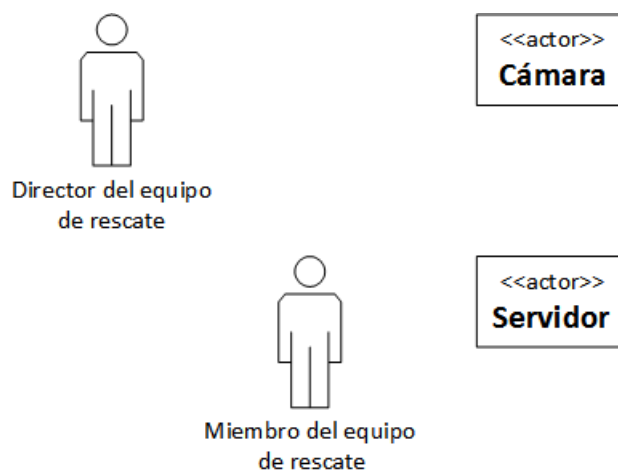 <<actor>>
Cámara
Director del equipo
de rescate
<<actor>>
Servidor
Miembro del equipo
de rescate